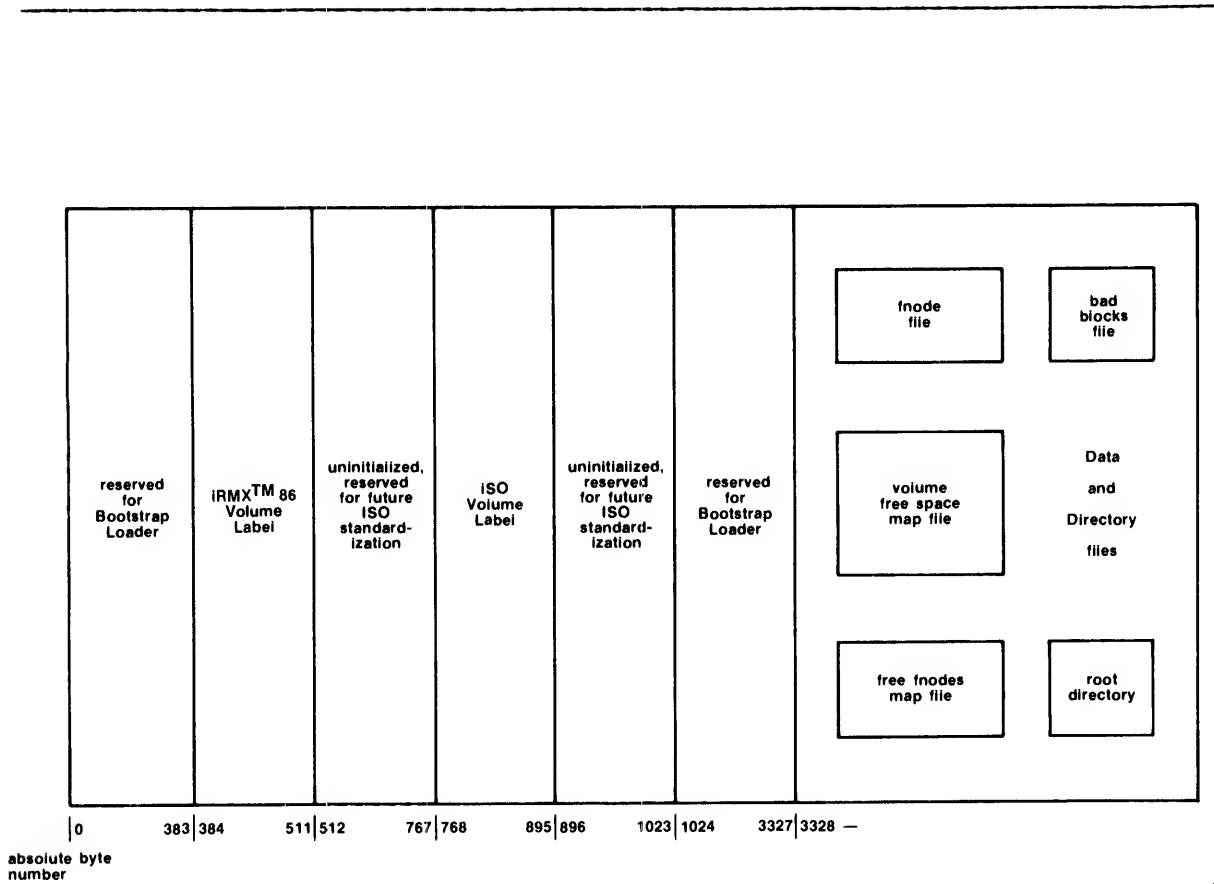 reserved
for
Bootstrap
Loader
iRMX™ 86
Volume
Label
uninitialized,
reserved
for future
ISO
standard-
ization
iSO
Volume
Label
uninitialized,
reserved
for future
ISO
standard-
ization
reserved
for
Bootstrap
Loader
fnode
file
bad
blocks
file
volume
free space
map file
Data
and
Directory
files
free fnodes
map file
root
directory
0 383 384 511 512 767 768 895 896 1023 1024 3327 3328 —
absolute byte
number